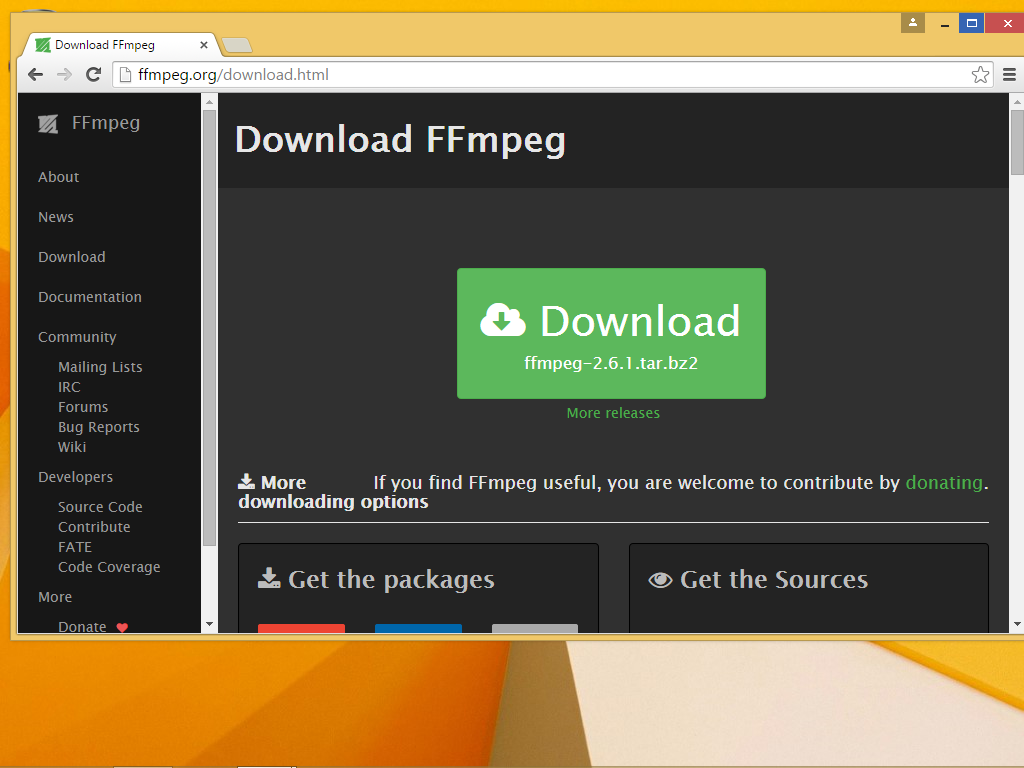 Download FFmpeg
ffmpeg.org/download.html
FFmpeg
About
News
Download
Documentation
Community
Mailing Lists
IRC
Forums
Bug Reports
Wiki
Developers
Source Code
Contribute
FATE
Code Coverage
More
Donate
Download FFmpeg
Download
ffmpeg-2.6.1.tar.bz2
More releases
More downloading options
If you find FFmpeg useful, you are welcome to contribute by donating.
Get the packages
Get the Sources